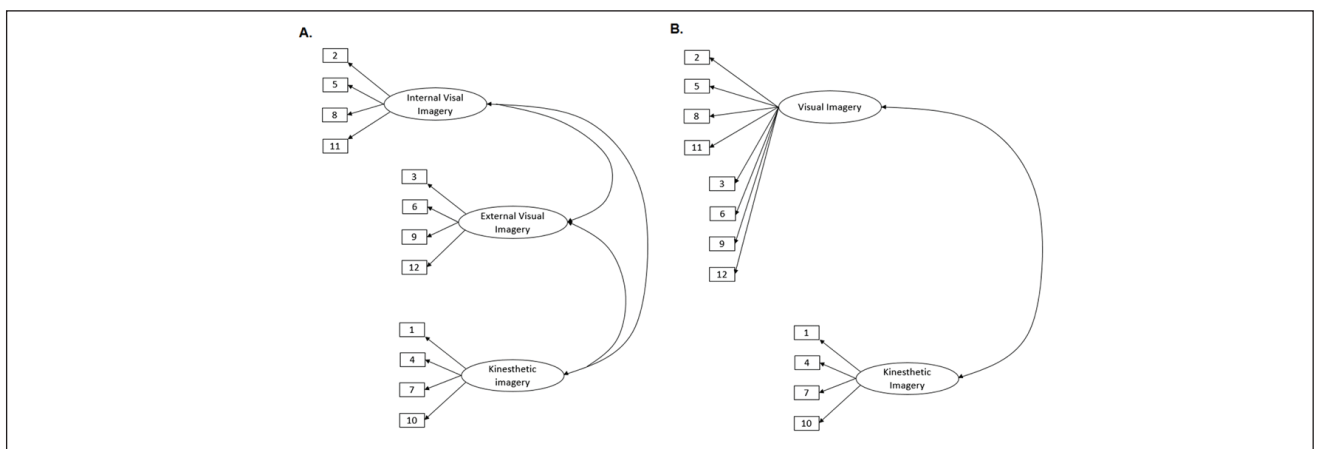 A.
2
5
8
11
Internal Visal
Imagery
3
6
9
12
External Visual
Imagery
1
4
7
10
Kinesthetic
imagery
B.
2
5
8
11
3
6
9
12
Visual Imagery
1
4
7
10
Kinesthetic
Imagery